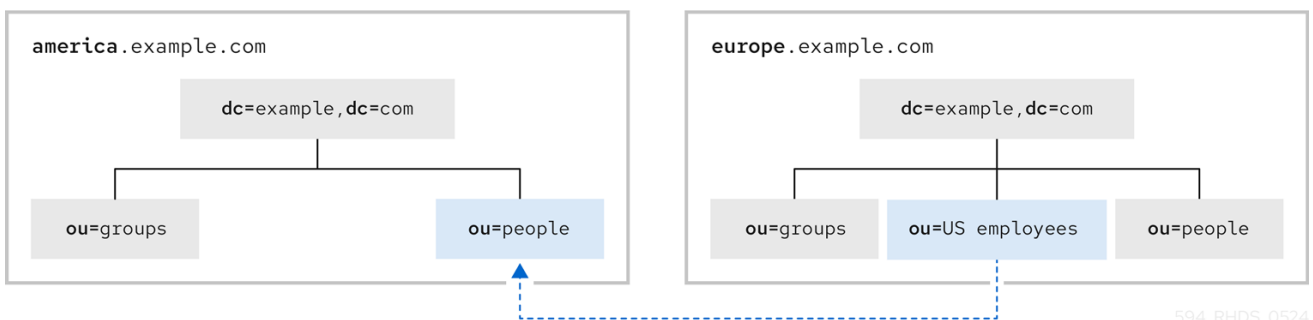 america.example.com
dc=example,dc=com
ou=groups
ou=people
europe.example.com
dc=example,dc=com
ou=groups
ou=US employees
ou=people
594_RHDS_0524